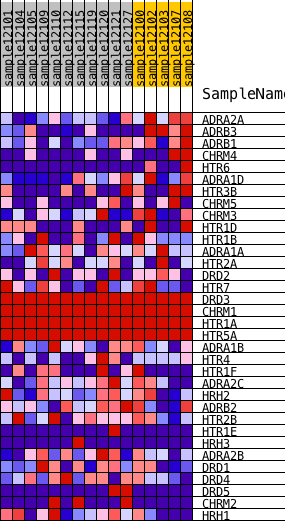 sample12101
sample12104
sample12105
sample12109
sample12110
sample12112
sample12115
sample12119
sample12120
sample12121
sample12122
sample12100
sample12102
sample12103
sample12107
sample12108
SampleName
ADRA2A
ADRB3
ADRB1
CHRM4
HTR6
ADRA1D
HTR3B
CHRM5
CHRM3
HTR1D
HTR1B
ADRA1A
HTR2A
DRD2
HTR7
DRD3
CHRM1
HTR1A
HTR5A
ADRA1B
HTR4
HTR1F
ADRA2C
HRH2
ADRB2
HTR2B
HTR1E
HRH3
ADRA2B
DRD1
DRD4
DRD5
CHRM2
HRH1